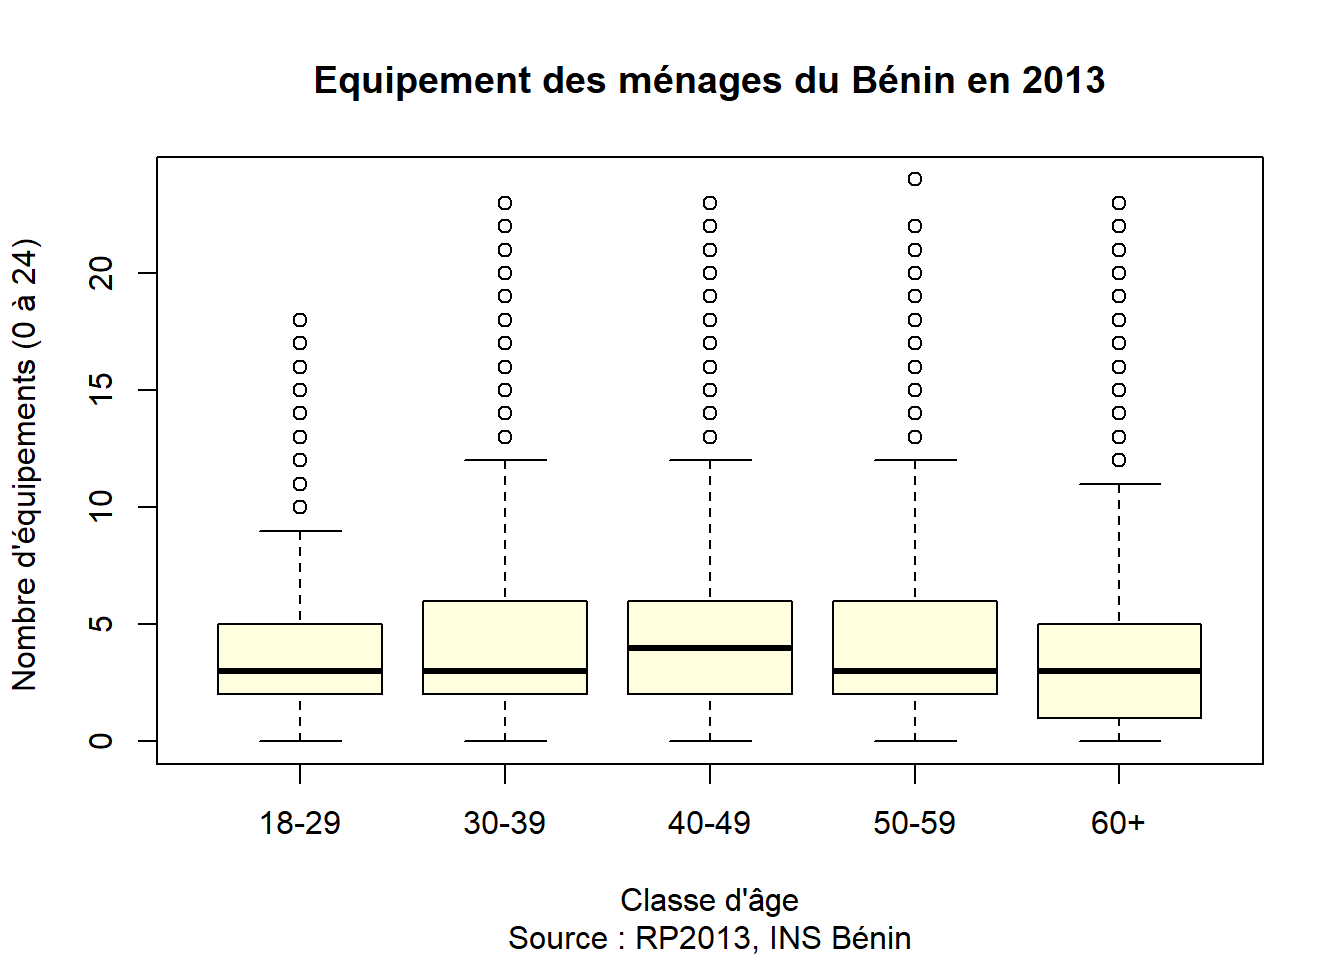 Equipement des ménages du Bénin en 2013
Nombre d'équipements (0 à 24)
20
15
10
5
0
18-29
30-39
40-49
50-59
60+
Classe d'âge
Source : RP2013, INS Bénin